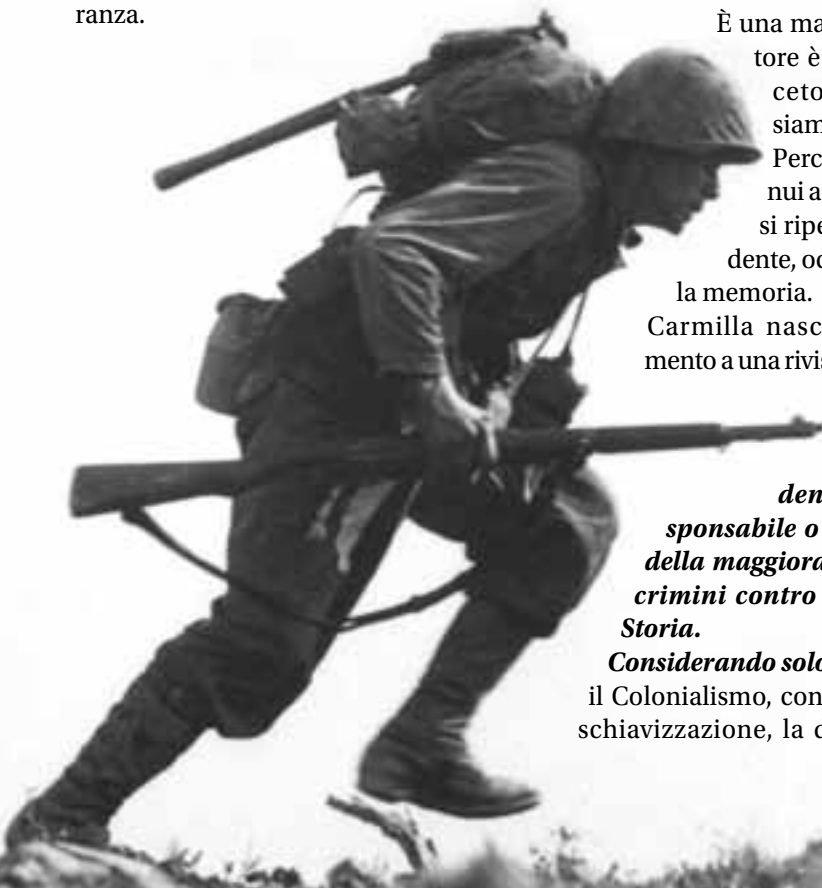 ranza.
È una ma
tore è
ceto
siam
Perc
nui a
si ripe
dente, oc
la memoria.
Carmilla nasc
mento a una rivis
den
sponsabile o
della maggiora
crimini contro
Storia.
Considerando solo
il Colonialismo, con
schiavizzazione, la d